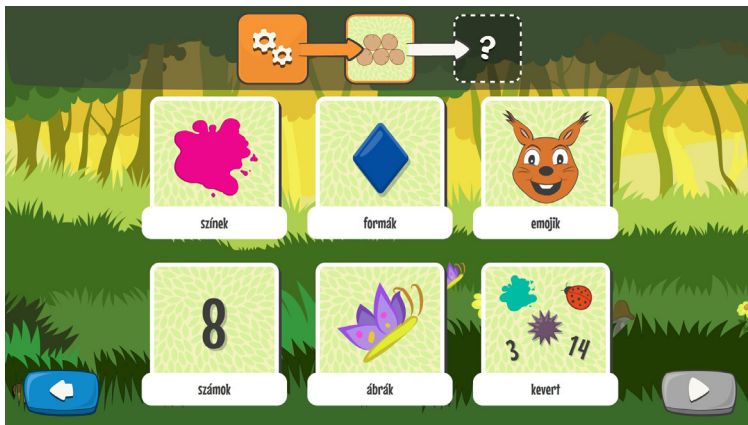 ?
színek
formák
emojik
8
számok
ábrák
3
14
kevert